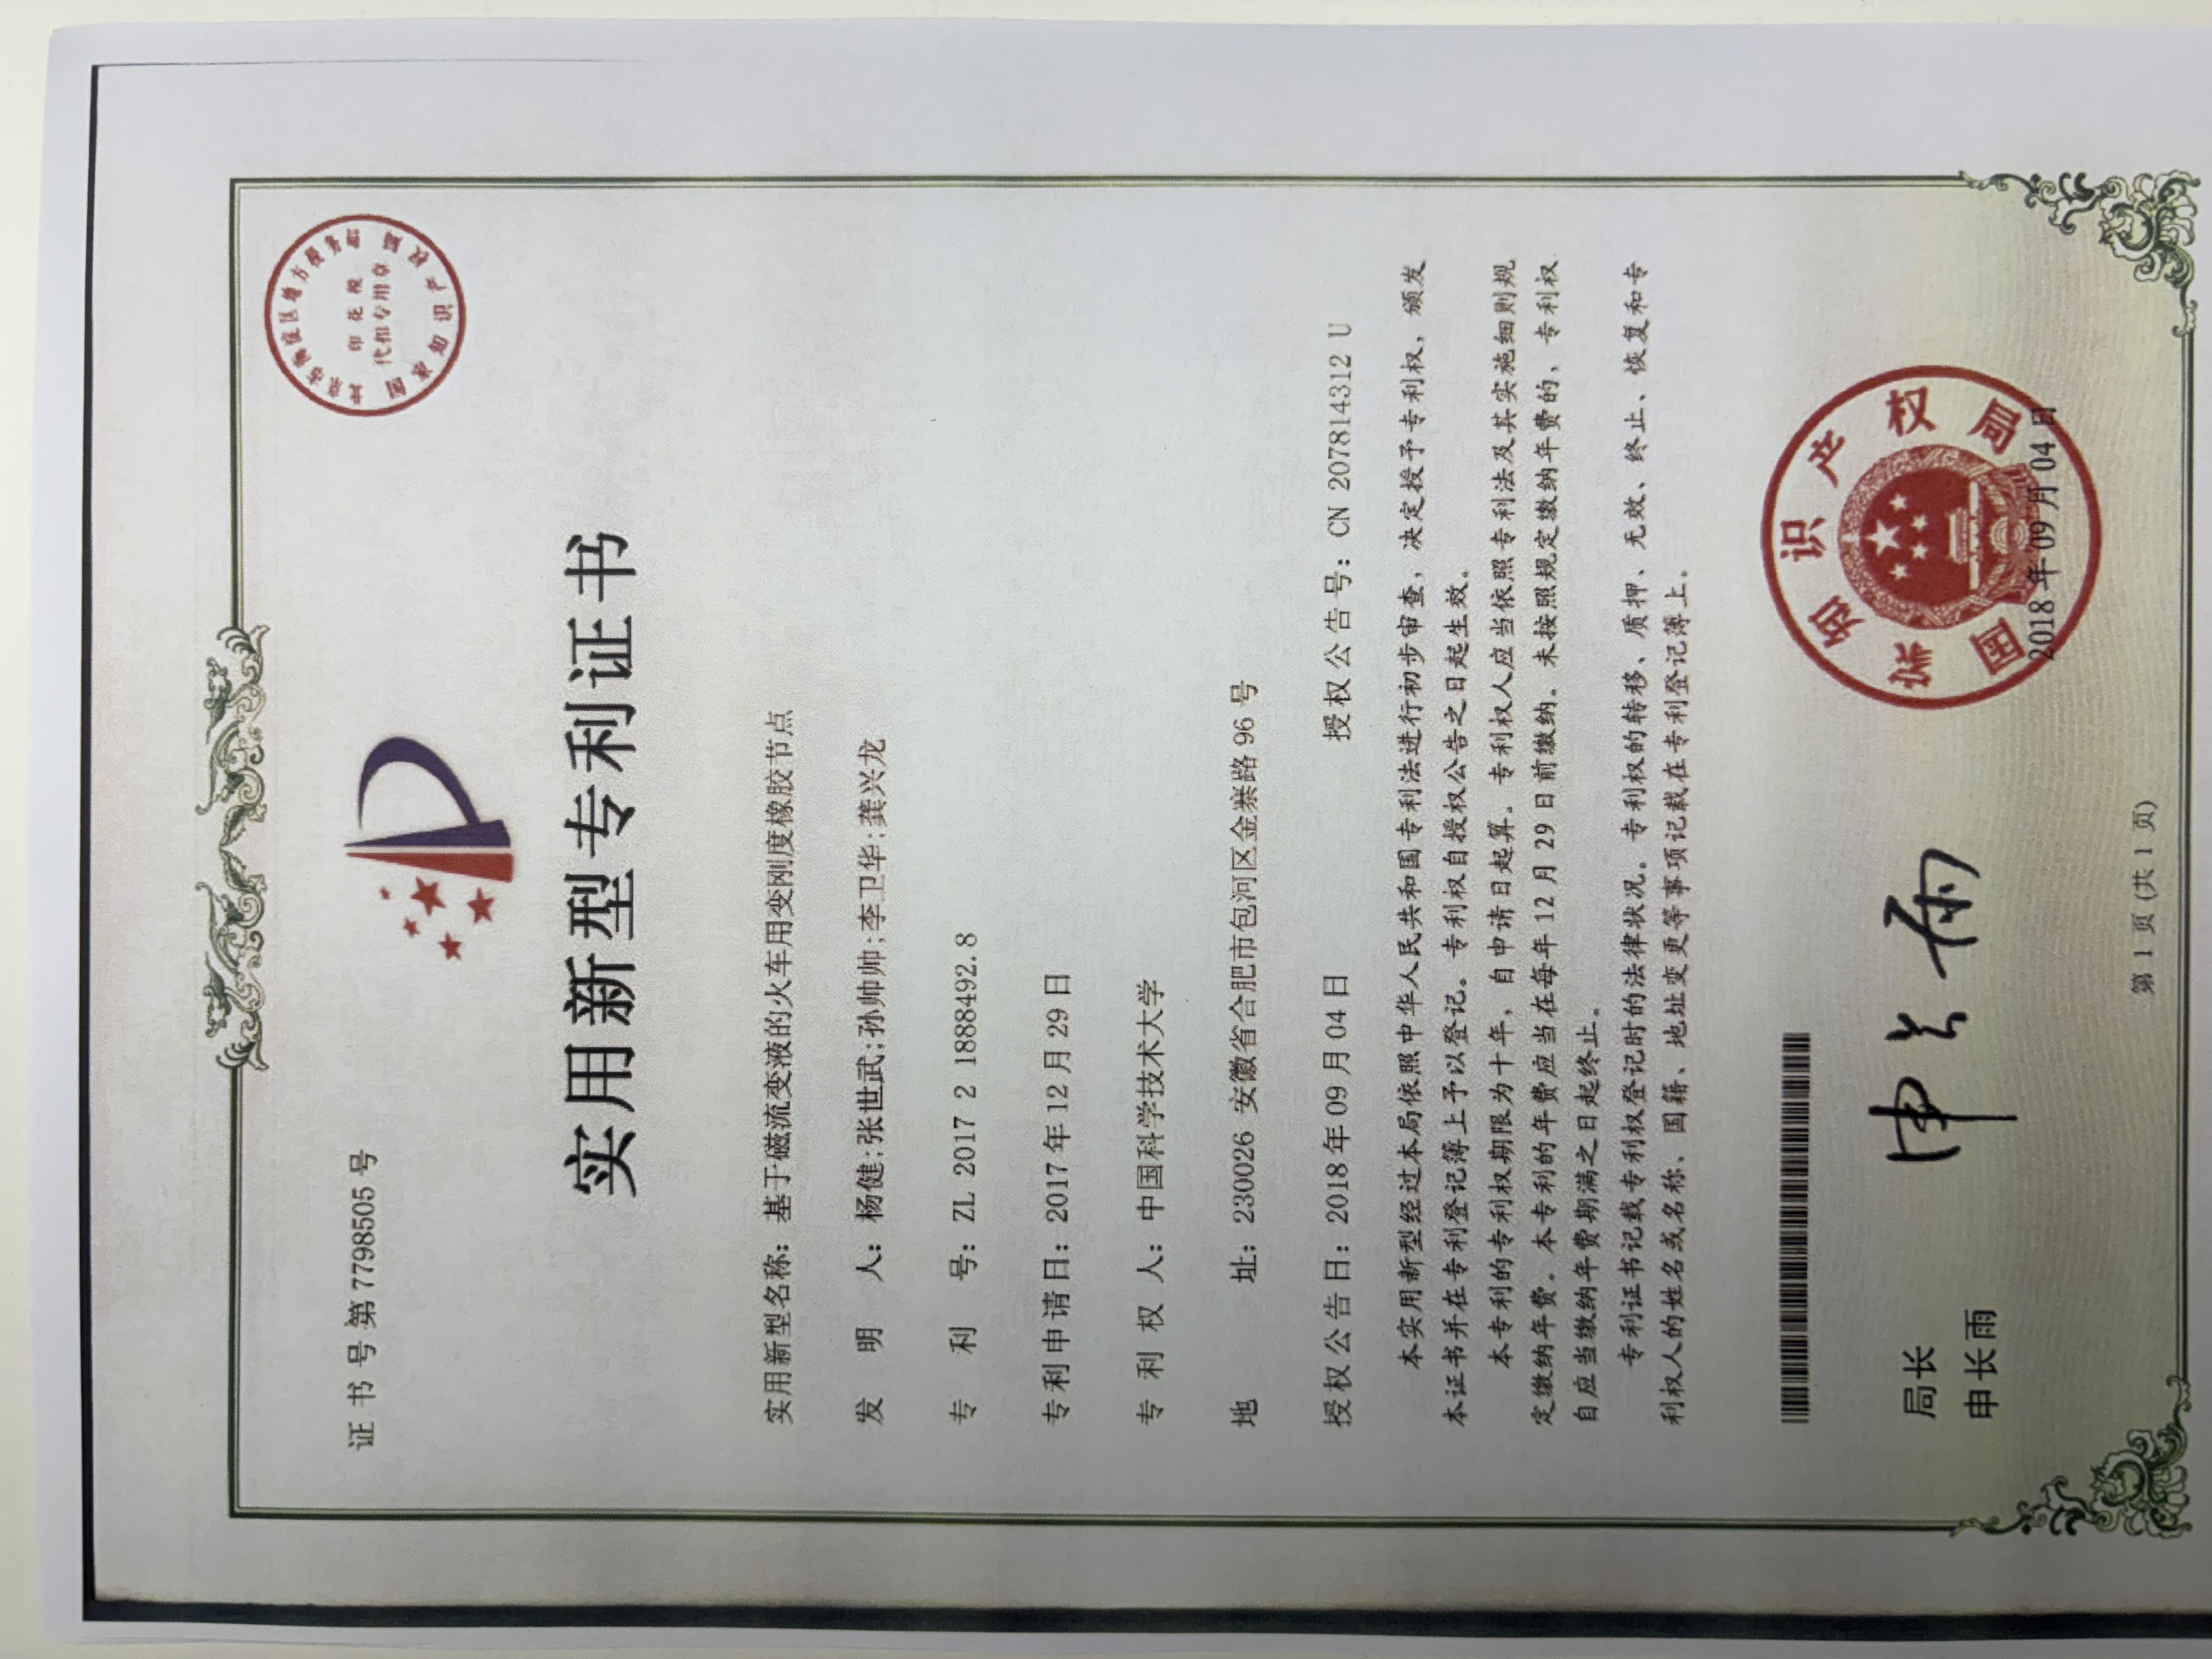 证书号第7798505号
印花税
代扣专用章
国家知识产权局
实用新型专利证书
实用新型名称：基于磁流变液的火车用变刚度橡胶节点
发明人：杨健;张世武;孙帅帅;李卫华;龚兴龙
专利号：ZL 2017 2 1888492.8
专利申请日：2017年12月29日
专利权人：中国科学技术大学
地址：230026 安徽省合肥市包河区金寨路96号
授权公告日：2018年09月04日 授权公告号：CN 207814312 U
本实用新型经过本局依照中华人民共和国专利法进行初步审查，决定授予专利权，颁发
本证书并在专利登记簿上予以登记。专利权自授权公告之日起生效。
本专利的专利权期限为十年，自申请日起算。专利权人应当依照专利法及其实施细则规
定缴纳年费。本专利的年费应当在每年12月29日前缴纳。未按照规定缴纳年费的，专利权
自应当缴纳年费期满之日起终止。
专利证书记载专利权登记时的法律状况。专利权的转移、质押、无效、终止、恢复和专
利权人的姓名或名称、国籍、地址变更等事项记载在专利登记簿上。
局长
申长雨
申长雨
国家知识产权局
2018年09月04日
第 1 页 (共 1 页)